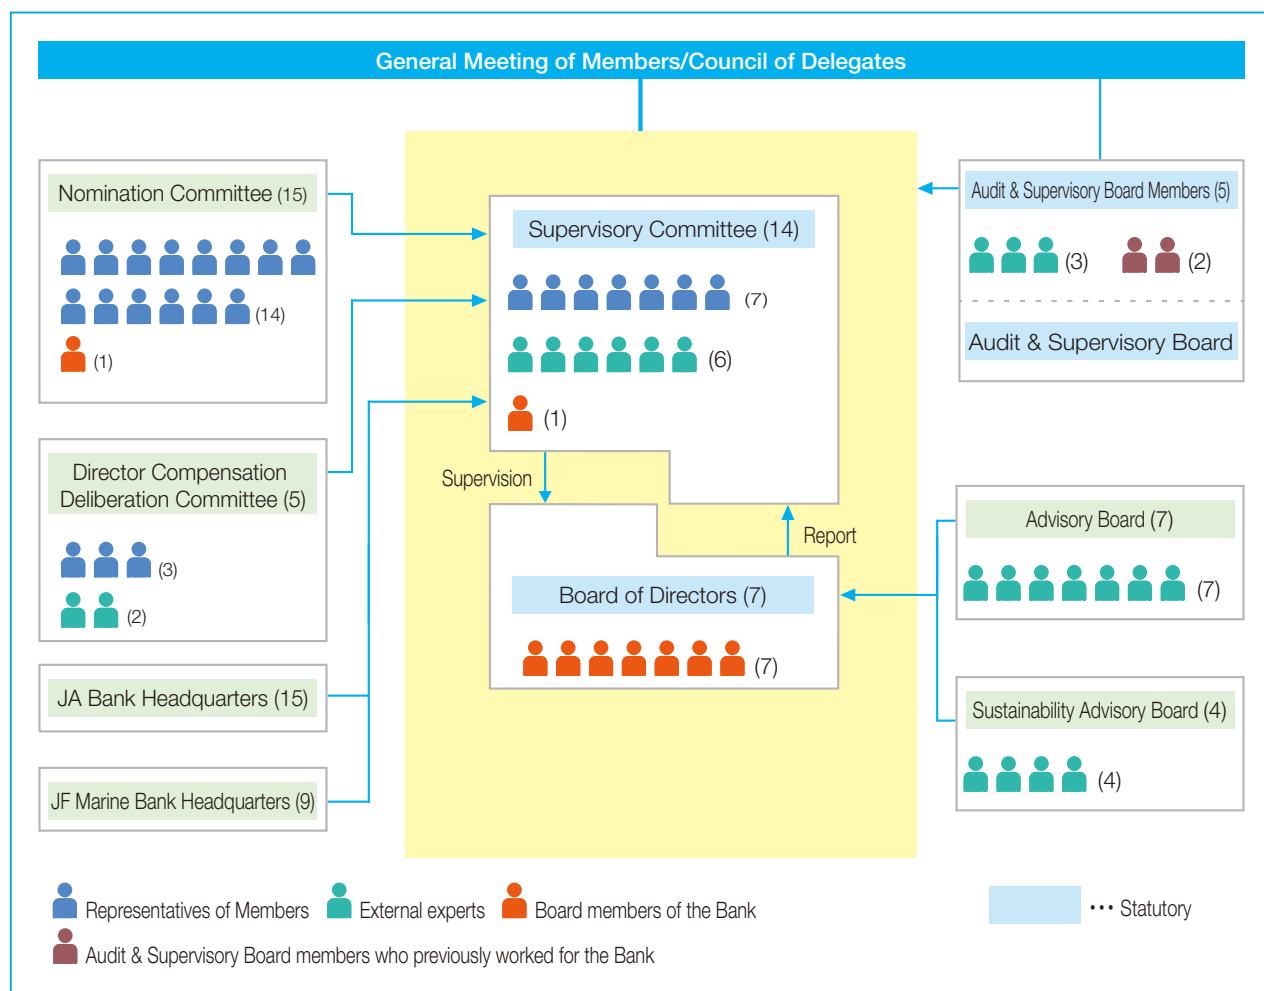 General Meeting of Members/Council of Delegates
Nomination Committee (15)
(14)
(1)
Director Compensation
Deliberation Committee (5)
(3)
(2)
JA Bank Headquarters (15)
JF Marine Bank Headquarters (9)
Supervisory Committee (14)
(7)
(6)
(1)
Supervision
Report
Board of Directors (7)
(7)
Audit & Supervisory Board Members (5)
(3)
(2)
Audit & Supervisory Board
Advisory Board (7)
(7)
Sustainability Advisory Board (4)
(4)
Representatives of Members
External experts
Board members of the Bank
Audit & Supervisory Board members who previously worked for the Bank
••• Statutory